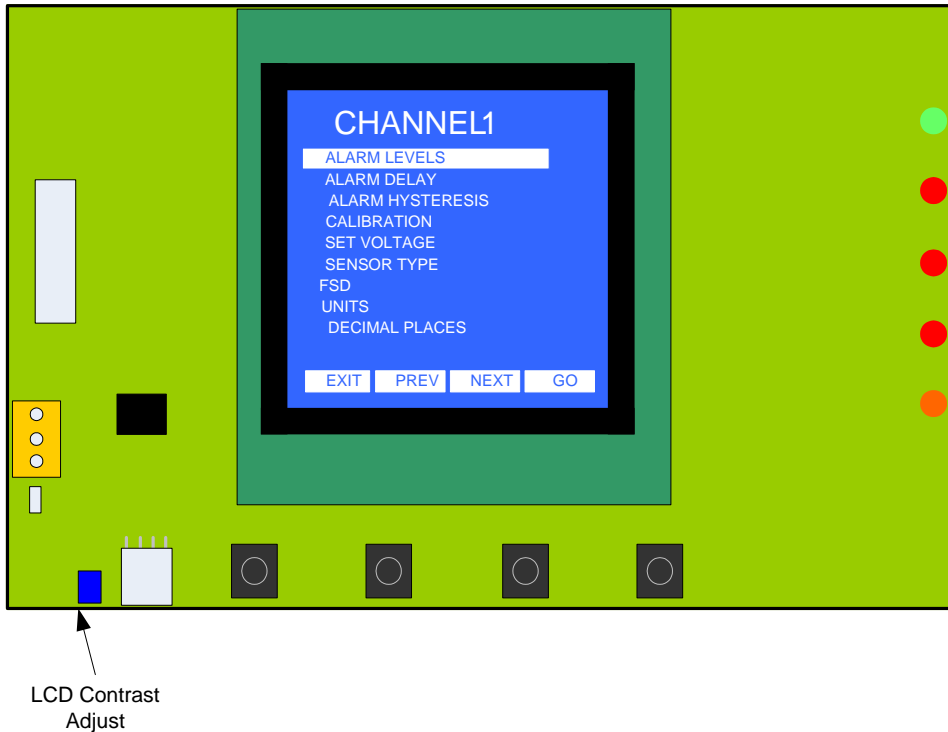 CHANNEL1
ALARM LEVELS
ALARM DELAY
ALARM HYSTERESIS
CALIBRATION
SET VOLTAGE
SENSOR TYPE
FSD
UNITS
DECIMAL PLACES
EXIT PREV NEXT GO
LCD Contrast
Adjust